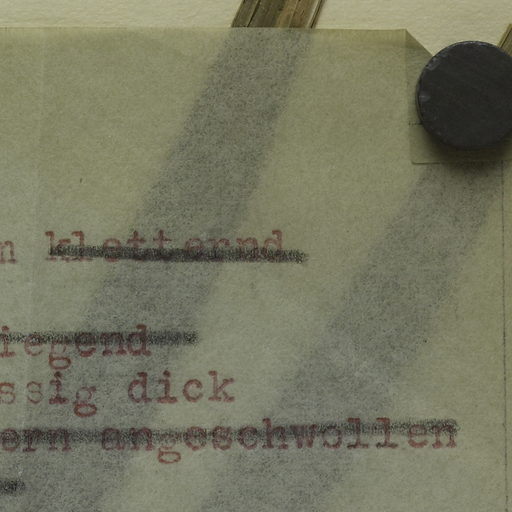 n kletternd
iegend
ssig dick
ern angeschwollen